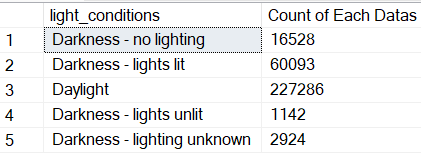 light_conditions Count of Each Datas
1 Darkness - no lighting 16528
2 Darkness - lights lit 60093
3 Daylight 227286
4 Darkness - lights unlit 1142
5 Darkness - lighting unknown 2924